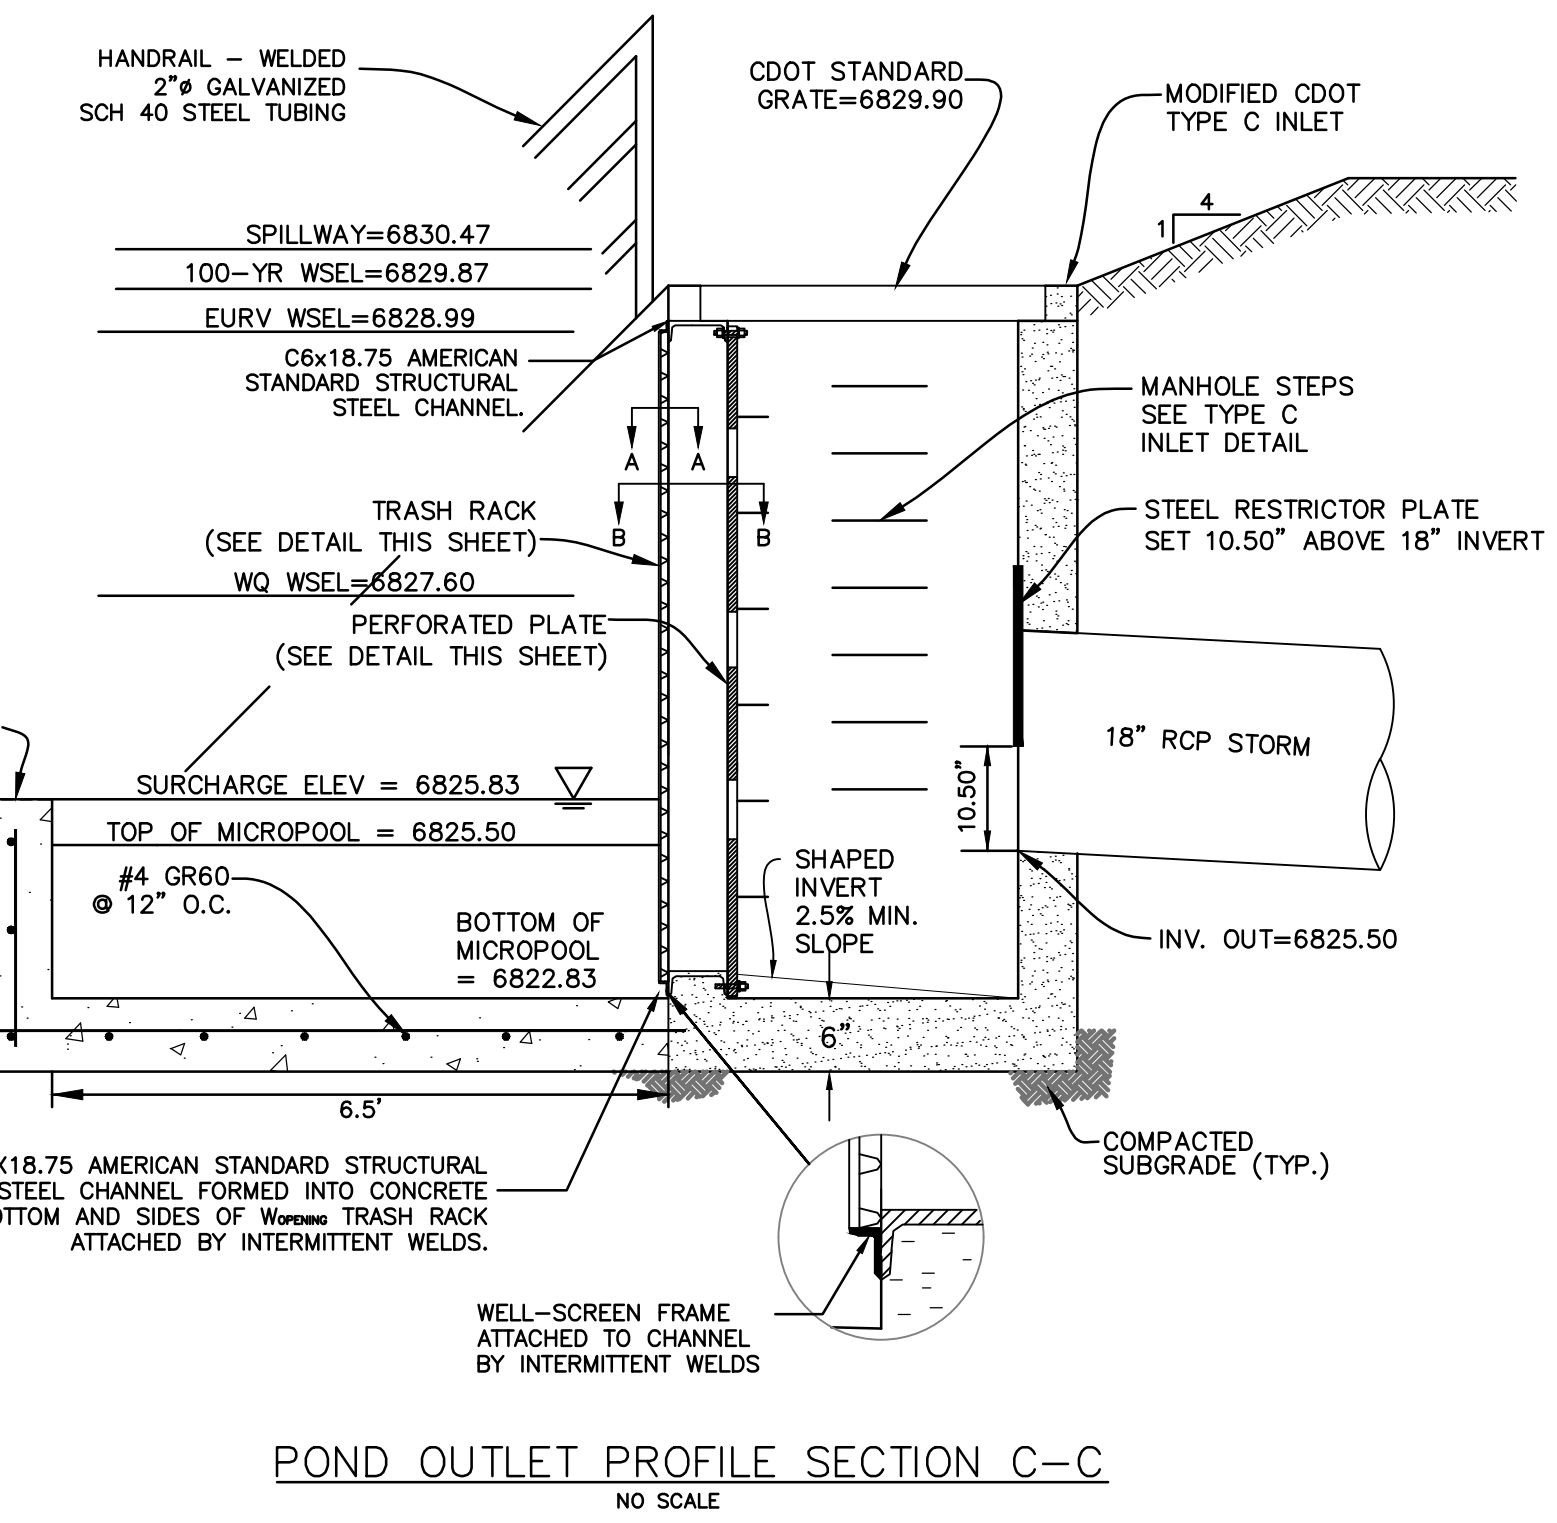 HANDRAIL – WELDED
2"ø GALVANIZED
SCH 40 STEEL TUBING
CDOT STANDARD
GRATE=6829.90
MODIFIED CDOT
TYPE C INLET
4
1
SPILLWAY=6830.47
100–YR WSEL=6829.87
EURV WSEL=6828.99
C6x18.75 AMERICAN
STANDARD STRUCTURAL
STEEL CHANNEL.
A A
B B
MANHOLE STEPS
SEE TYPE C
INLET DETAIL
TRASH RACK
(SEE DETAIL THIS SHEET)
WQ WSEL=6827.60
STEEL RESTRICTOR PLATE
SET 10.50" ABOVE 18" INVERT
PERFORATED PLATE
(SEE DETAIL THIS SHEET)
18" RCP STORM
10.50"
SURCHARGE ELEV = 6825.83
TOP OF MICROPOOL = 6825.50
#4 GR60
@ 12" O.C.
BOTTOM OF
MICROPOOL
= 6822.83
SHAPED
INVERT
2.5% MIN.
SLOPE
INV. OUT=6825.50
6"
6.5'
COMPACTED
SUBGRADE (TYP.)
X18.75 AMERICAN STANDARD STRUCTURAL
STEEL CHANNEL FORMED INTO CONCRETE
OTTOM AND SIDES OF WOPENING TRASH RACK
ATTACHED BY INTERMITTENT WELDS.
WELL–SCREEN FRAME
ATTACHED TO CHANNEL
BY INTERMITTENT WELDS
POND OUTLET PROFILE SECTION C–C
NO SCALE